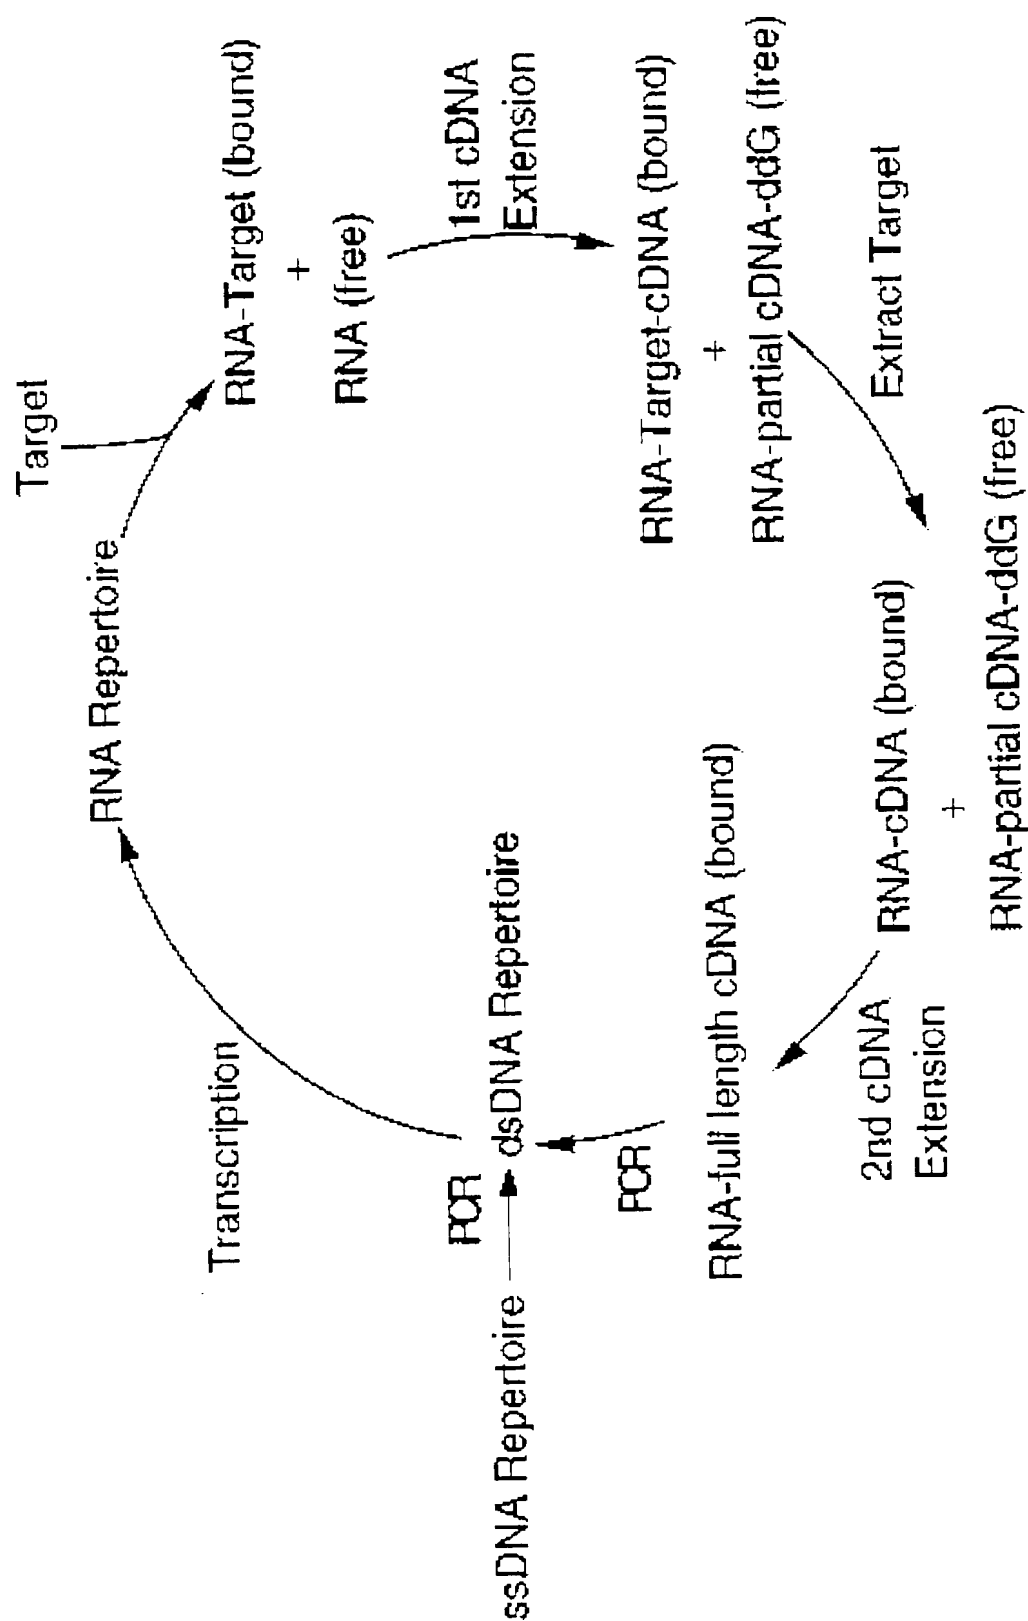 ssDNA Repertoire
PCR
dsDNA Repertoire
Transcription
RNA Repertoire
Target
RNA-Target (bound)
+
RNA (free)
1st cDNA
Extension
RNA-Target-cDNA (bound)
+
RNA-partial cDNA-ddG (free)
Extract Target
RNA-cDNA (bound)
+
RNA-partial cDNA-ddG (free)
2nd cDNA
Extension
RNA-full length cDNA (bound)
PCR